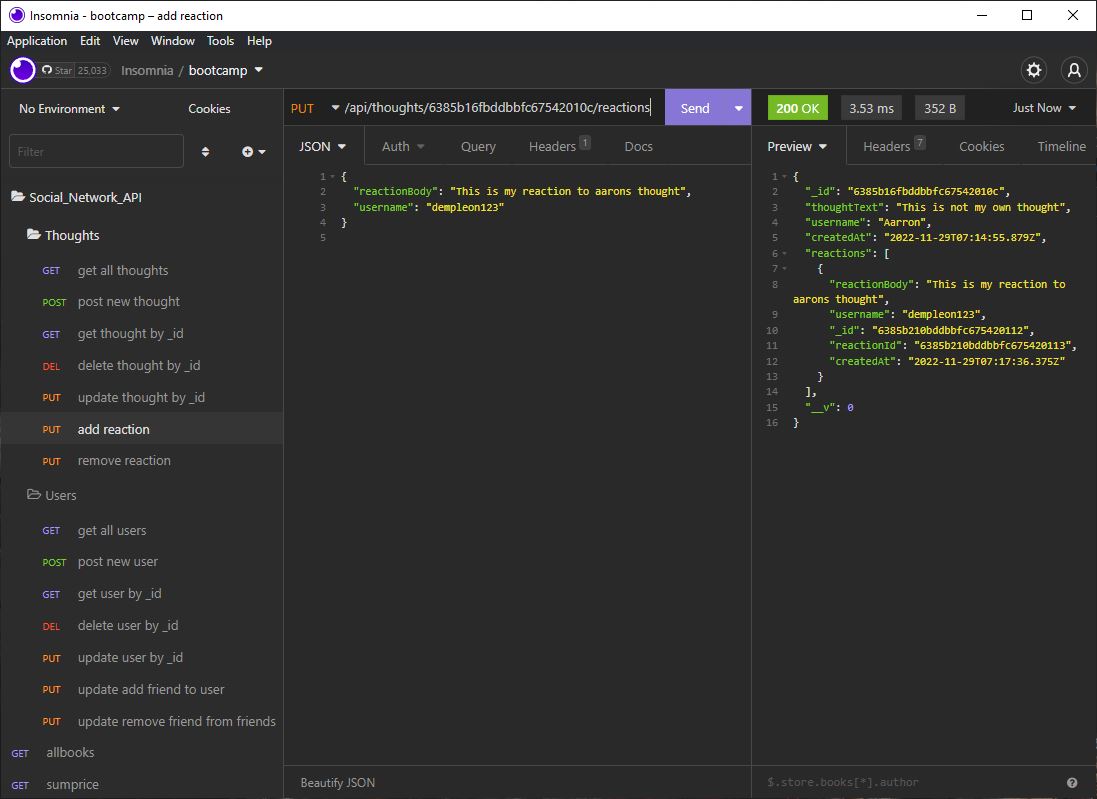 Insomnia - bootcamp – add reaction
Application Edit View Window Tools Help
Star 25,033 Insomnia / bootcamp
No Environment Cookies
Filter
Social_Network_API
Thoughts
GET get all thoughts
POST post new thought
GET get thought by _id
DEL delete thought by _id
PUT update thought by _id
PUT add reaction
PUT remove reaction
Users
GET get all users
POST post new user
GET get user by _id
DEL delete user by _id
PUT update user by _id
PUT update add friend to user
PUT update remove friend from friends
GET allbooks
GET sumprice
PUT /api/thoughts/6385b16fbddbbfc67542010c/reactions Send
JSON Auth Query Headers 1 Docs
1 {
2 "reactionBody": "This is my reaction to aarons thought",
3 "username": "dempleon123"
4 }
5
Beautify JSON
200 OK 3.53 ms 352 B Just Now
Preview Headers 7 Cookies Timeline
1 {
2 "_id": "6385b16fbddbbfc67542010c",
3 "thoughtText": "This is not my own thought",
4 "username": "Aarron",
5 "createdAt": "2022-11-29T07:14:55.879Z",
6 "reactions": [
7 {
8 "reactionBody": "This is my reaction to
aarons thought",
9 "username": "dempleon123",
10 "_id": "6385b210bddbbfc675420112",
11 "reactionId": "6385b210bddbbfc675420113",
12 "createdAt": "2022-11-29T07:17:36.375Z"
13 }
14 ],
15 "__v": 0
16 }
$.store.books[*].author